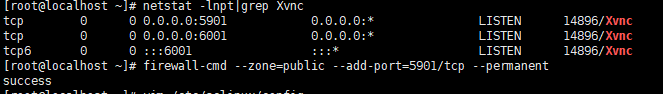 [root@localhost ~]# netstat -lnpt|grep Xvnc
tcp 0 0 0.0.0.0:5901 0.0.0.0:* LISTEN 14896/Xvnc
tcp 0 0 0.0.0.0:6001 0.0.0.0:* LISTEN 14896/Xvnc
tcp6 0 0 :::6001 :::* LISTEN 14896/Xvnc
[root@localhost ~]# firewall-cmd --zone=public --add-port=5901/tcp --permanent
success